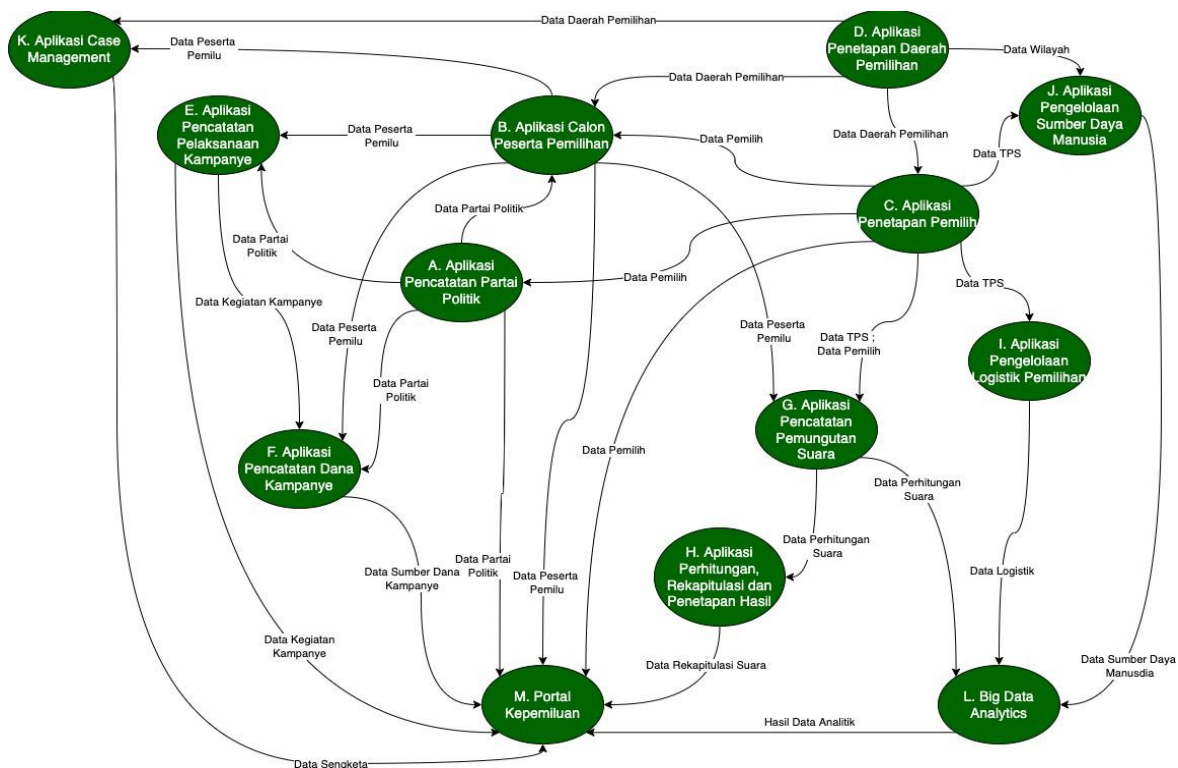 Data Daerah Pemilihan
K. Aplikasi Case
Management
Data Peserta
Pemilu
D. Aplikasi
Penetapan Daerah
Pemilihan
Data Wilayah
Data Daerah Pemilihan
J. Aplikasi
Pengelolaan
Sumber Daya
Manusia
E. Aplikasi
Pencatatan
Pelaksanaan
Kampanye
Data Peserta
Pemilu
B. Aplikasi Calon
Peserta Pemilihan
Data Pemilih
Data Daerah Pemilihan
Data TPS
C. Aplikasi
Penetapan Pemilih
Data Partai Politik
Data Partai
Politik
A. Aplikasi
Pencatatan Partai
Politik
Data Pemilih
Data TPS
Data Kegiatan Kampanye
Data Peserta
Pemilu
Data Peserta
Pemilu
Data TPS ;
Data Pemilih
I. Aplikasi
Pengelolaan
Logistik Pemilihan
Data Partai
Politik
G. Aplikasi
Pencatatan
Pemungutan
Suara
F. Aplikasi
Pencatatan Dana
Kampanye
Data Pemilih
Data Perhitungan
Suara
Data Perhitungan
Suara
H. Aplikasi
Perhitungan,
Rekapitulasi dan
Penetapan Hasil
Data Partai
Politik
Data Sumber Dana
Kampanye
Data Peserta
Pemilu
Data Logistik
Data Kegiatan
Kampanye
Data Rekapitulasi Suara
Data Sumber Daya
Manusdia
M. Portal
Kepemiluan
L. Big Data
Analytics
Hasil Data Analitik
Data Sengketa